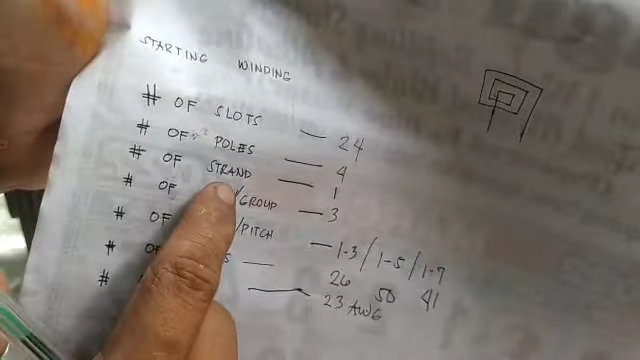 STARTING WINDING
# OF SLOTS — 24
# OF POLES — 4
# OF STRAND — 1
# OF /GROUP — 3
# OF /PITCH — 1-3 / 1-5 / 1-7
# OF S — 26 50 41
# — 23 AWG